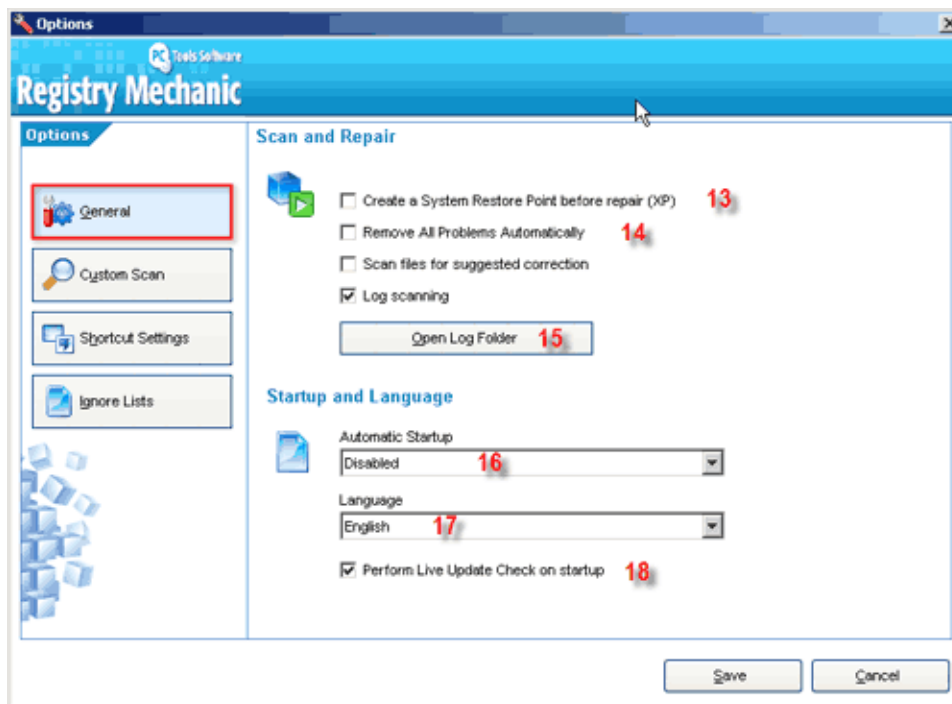 Options
PC Tools Software
Registry Mechanic
Options
General
Custom Scan
Shortcut Settings
Ignore Lists
Scan and Repair
Create a System Restore Point before repair (XP) 13
Remove All Problems Automatically 14
Scan files for suggested correction
Log scanning
Open Log Folder 15
Startup and Language
Automatic Startup
Disabled 16
Language
English 17
Perform Live Update Check on startup 18
Save
Cancel